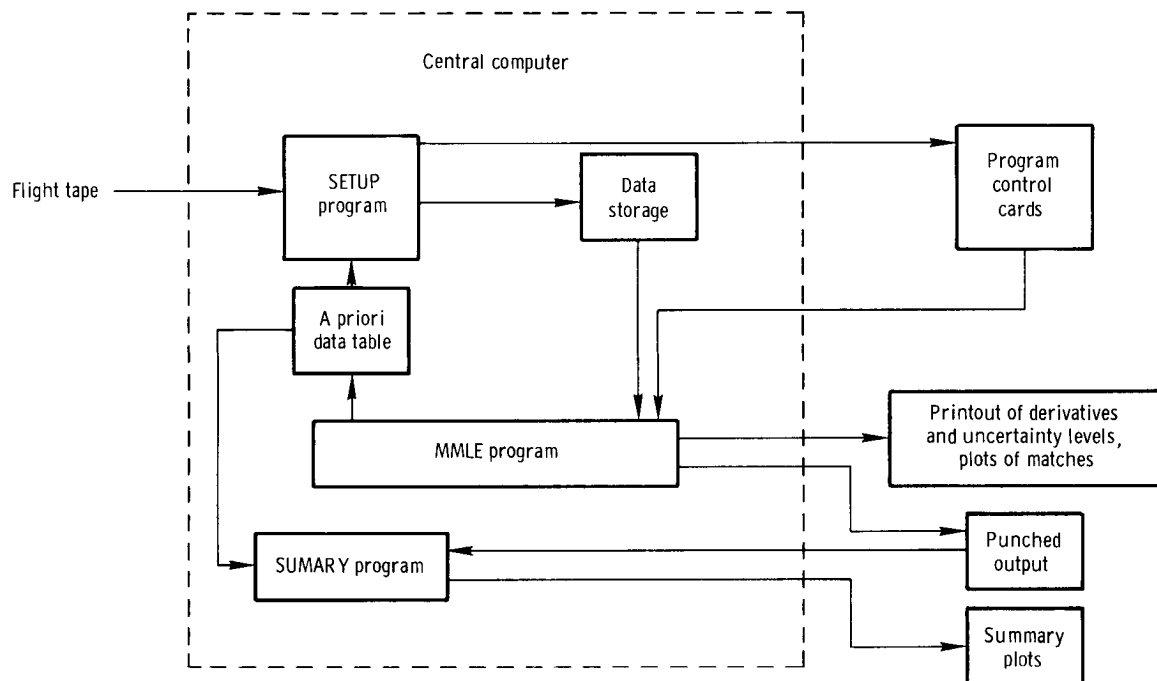 Central computer
Flight tape
SETUP
program
Data
storage
Program
control
cards
A priori
data table
MMLE program
Printout of derivatives
and uncertainty levels,
plots of matches
SUMARY program
Punched
output
Summary
plots